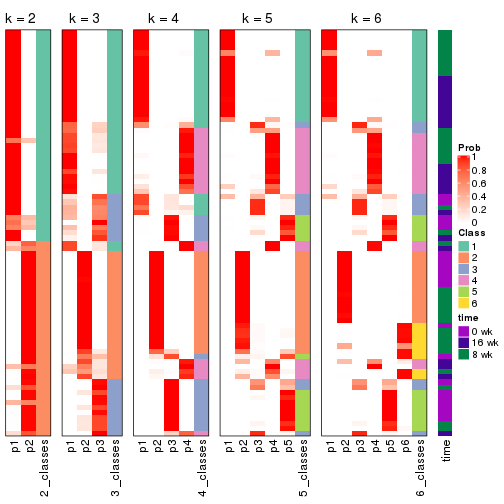 k = 2
k = 3
k = 4
k = 5
k = 6
Prob
1
0.8
0.6
0.4
0.2
0
Class
1
2
3
4
5
6
time
0 wk
16 wk
8 wk
p1
p2
2_classes
p1
p2
p3
3_classes
p1
p2
p3
p4
4_classes
p1
p2
p3
p4
p5
5_classes
p1
p2
p3
p4
p5
p6
6_classes
time